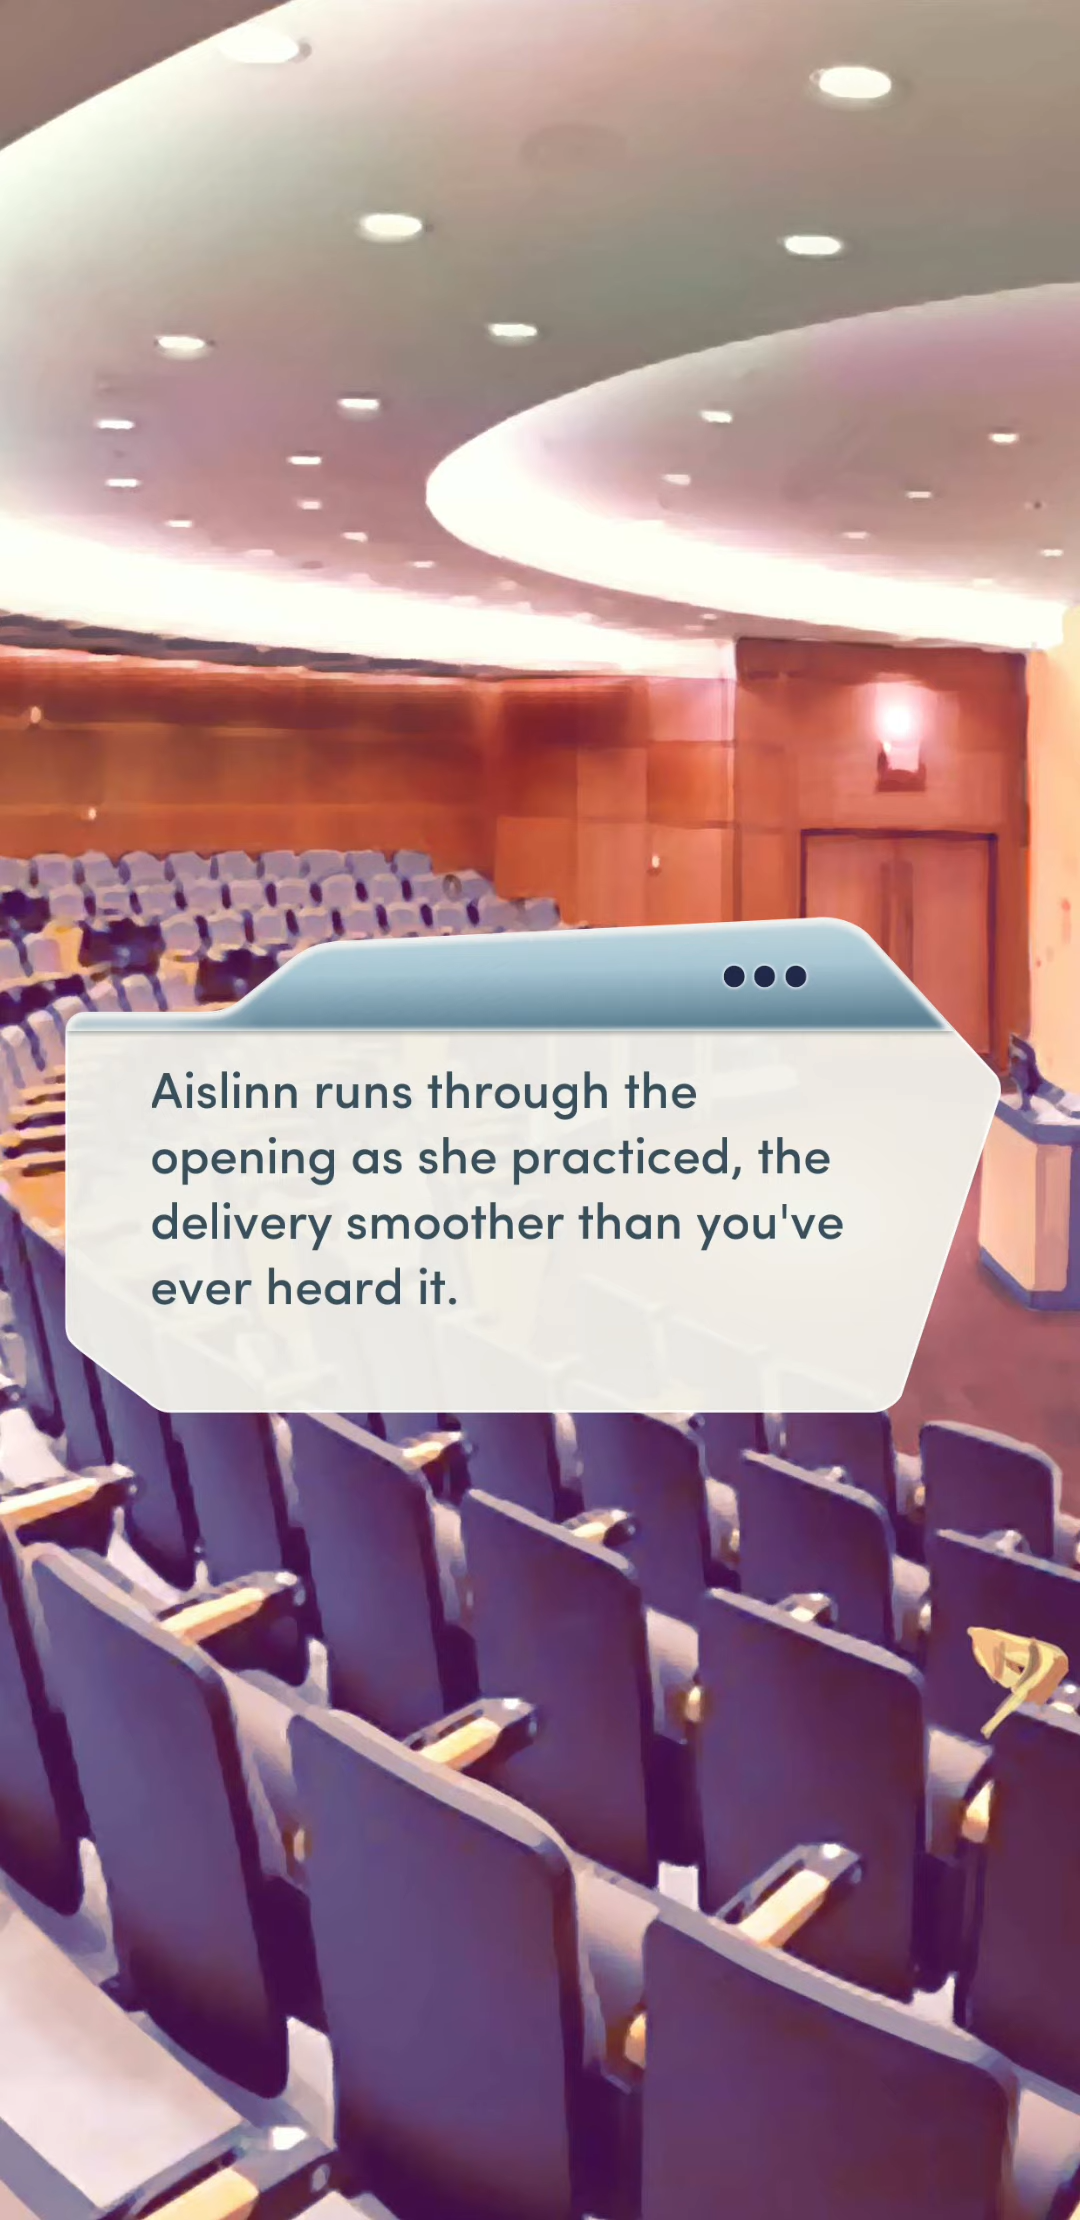 Aislinn runs through the
opening as she practiced, the
delivery smoother than you've
ever heard it.